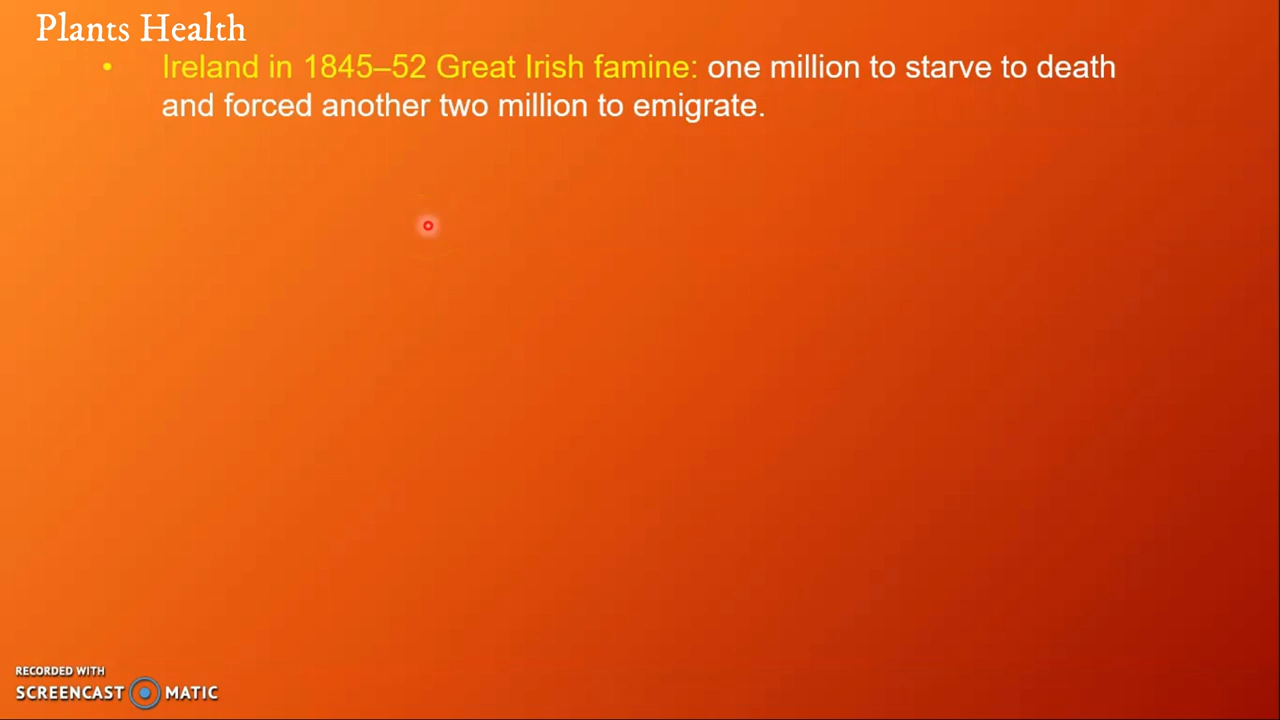 Plants Health
• Ireland in 1845–52 Great Irish famine: one million to starve to death
and forced another two million to emigrate.
RECORDED WITH
SCREENCAST MATIC